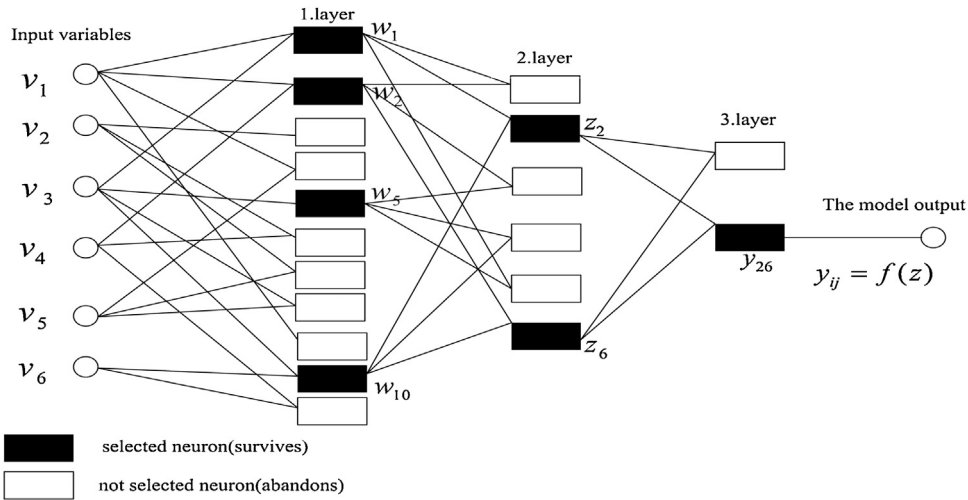 Input variables
1.layer
2.layer
3.layer
v1
v2
v3
v4
v5
v6
w1
w2
w5
w10
z2
z6
y26
The model output
yij = f(z)
selected neuron(survives)
not selected neuron(abandons)